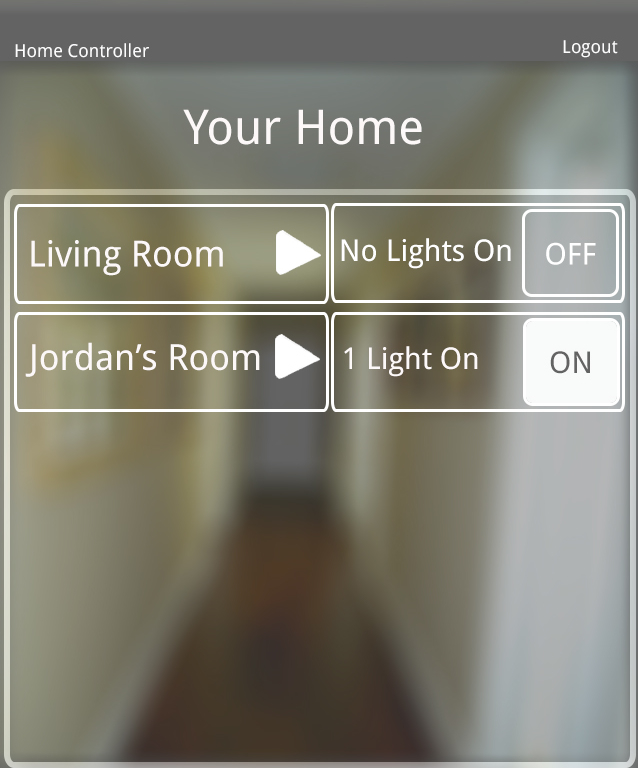 Home Controller
Logout
Your Home
Living Room
No Lights On
OFF
Jordan’s Room
1 Light On
ON